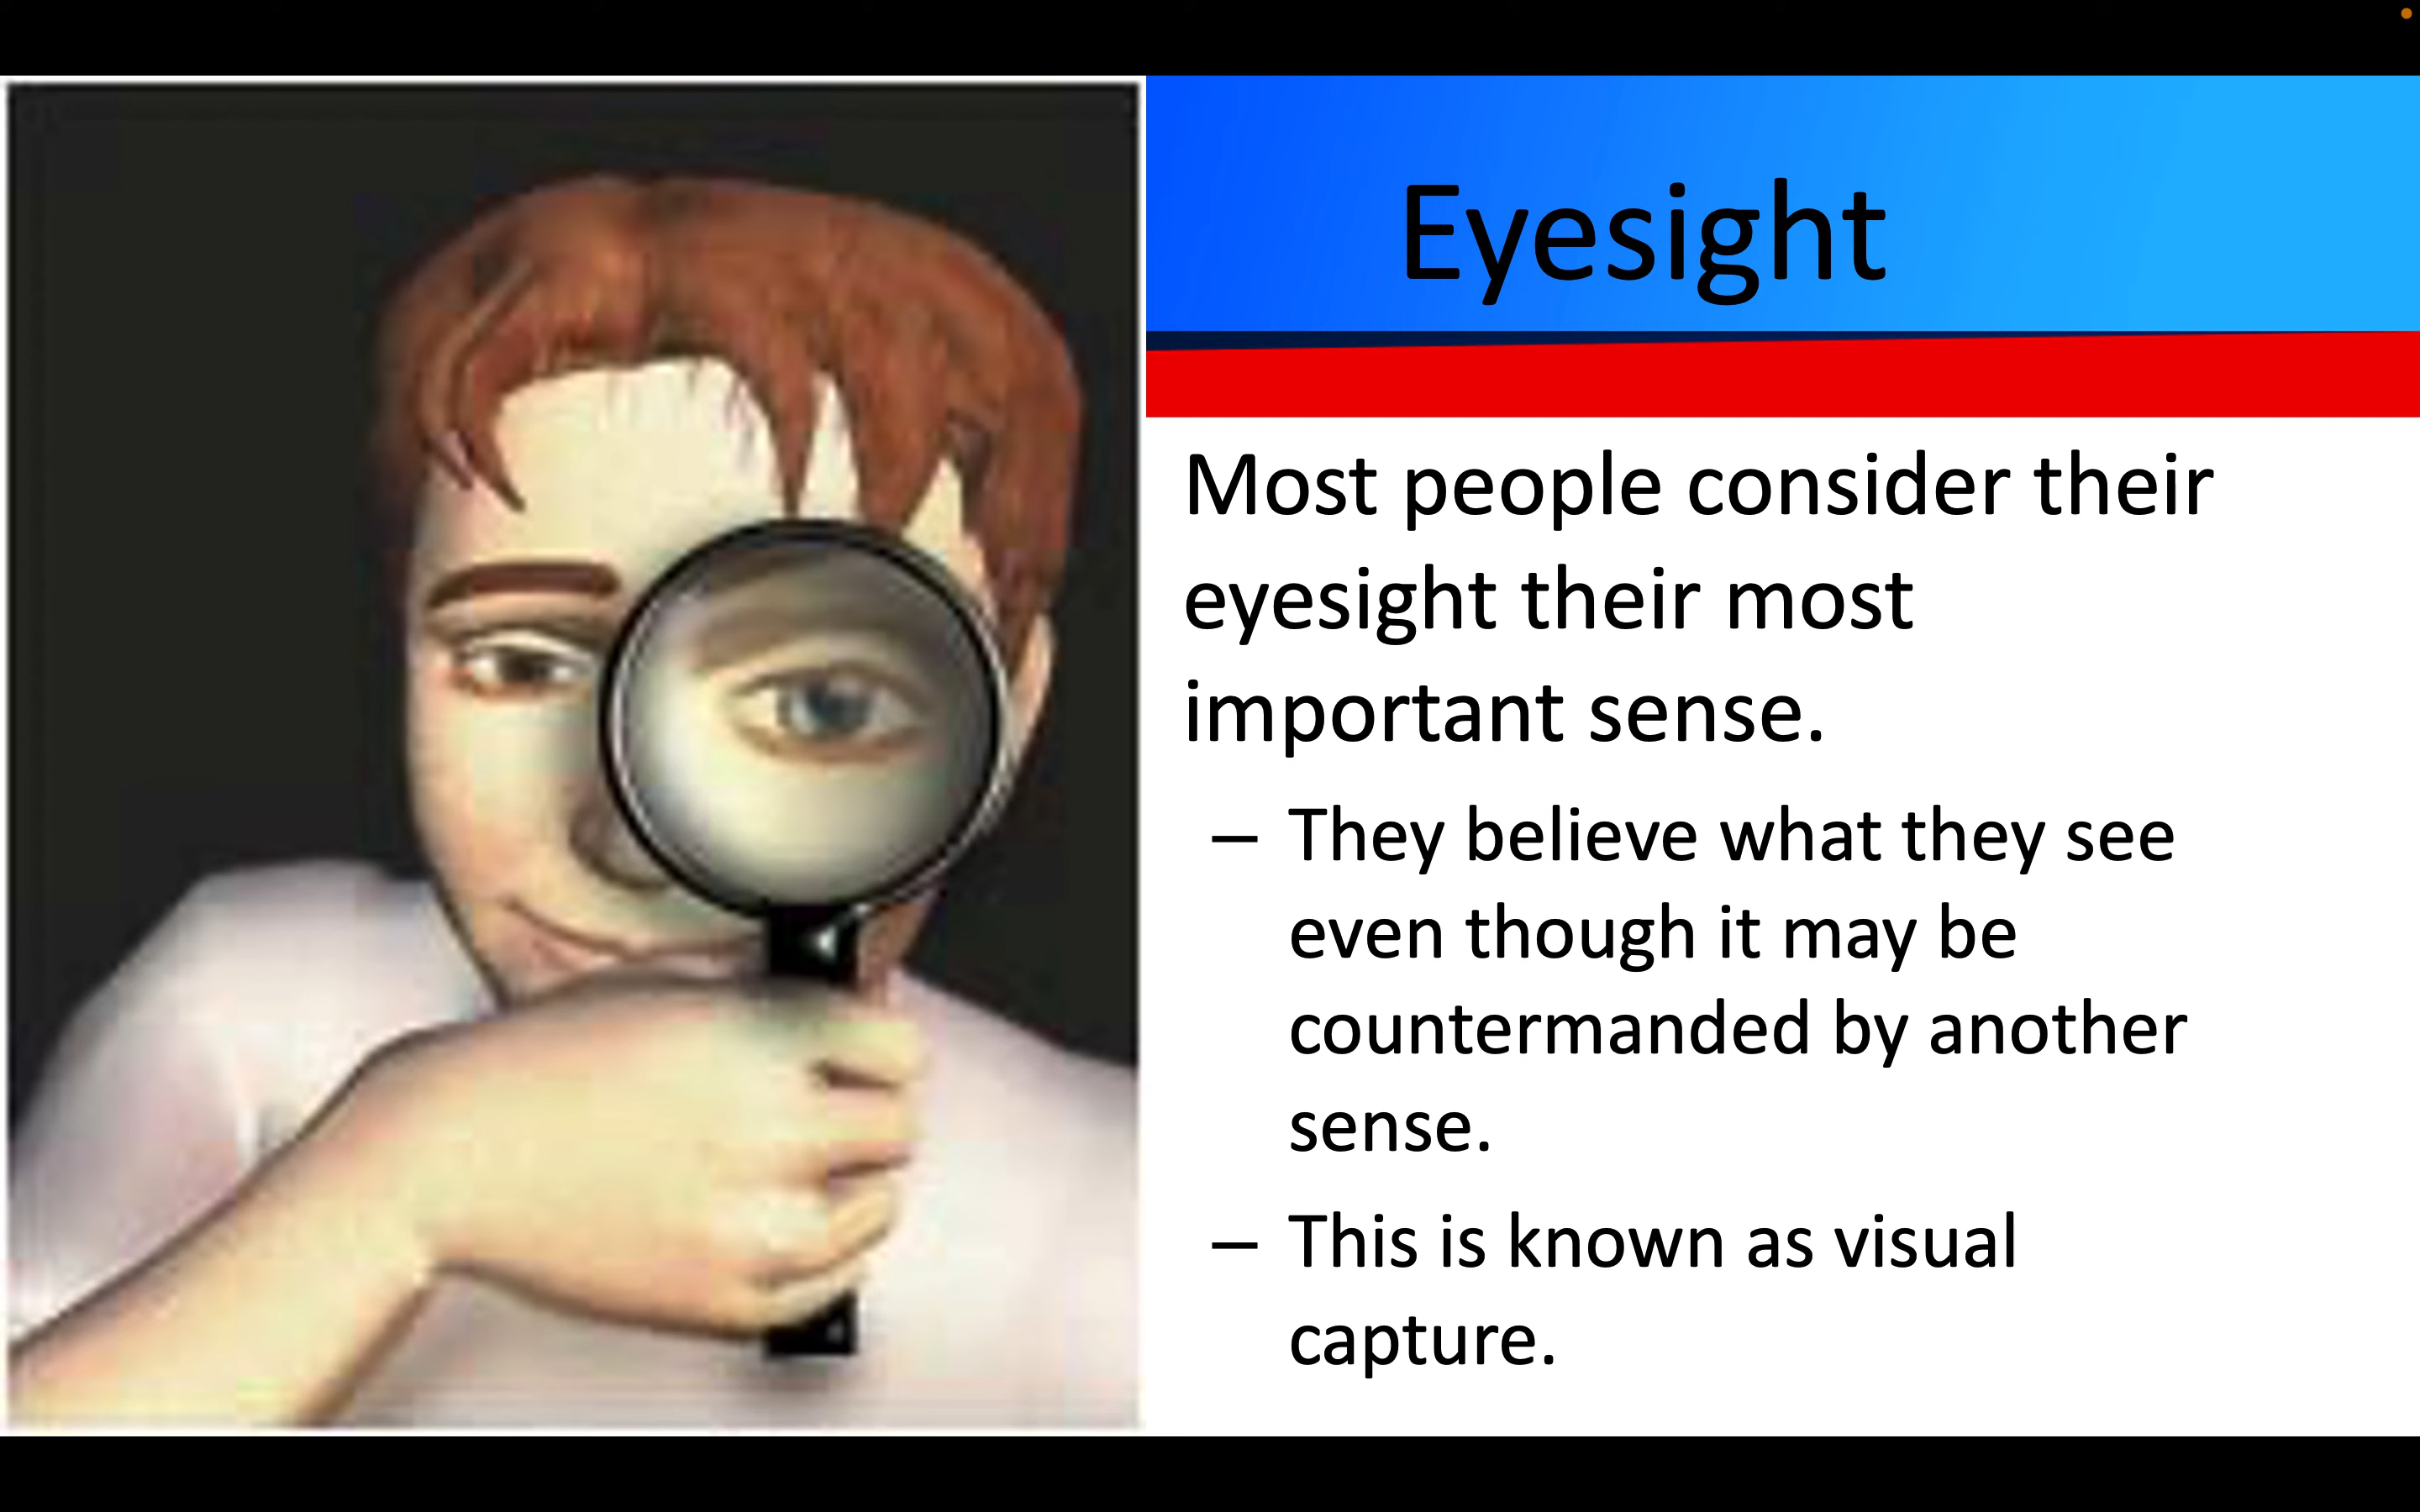 Eyesight
Most people consider their
eyesight their most
important sense.
– They believe what they see
even though it may be
countermanded by another
sense.
– This is known as visual
capture.